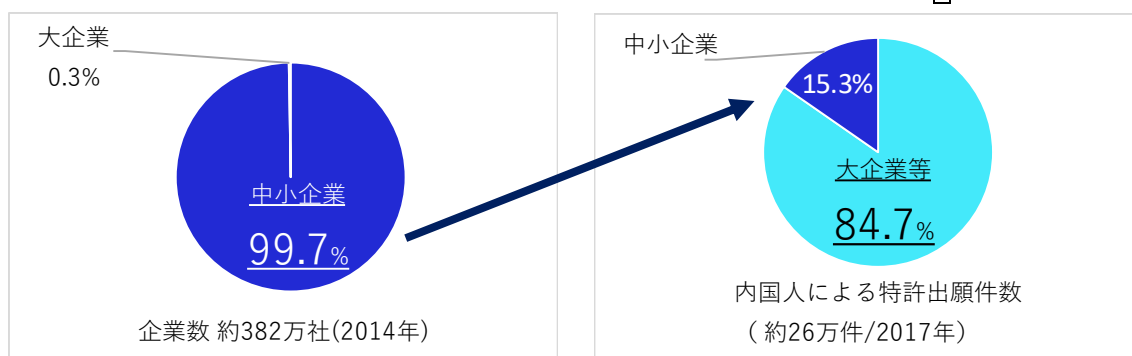 大企業
0.3%
中小企業
99.7%
企業数 約382万社(2014年)
中小企業
15.3%
大企業等
84.7%
内国人による特許出願件数
( 約26万件/2017年)